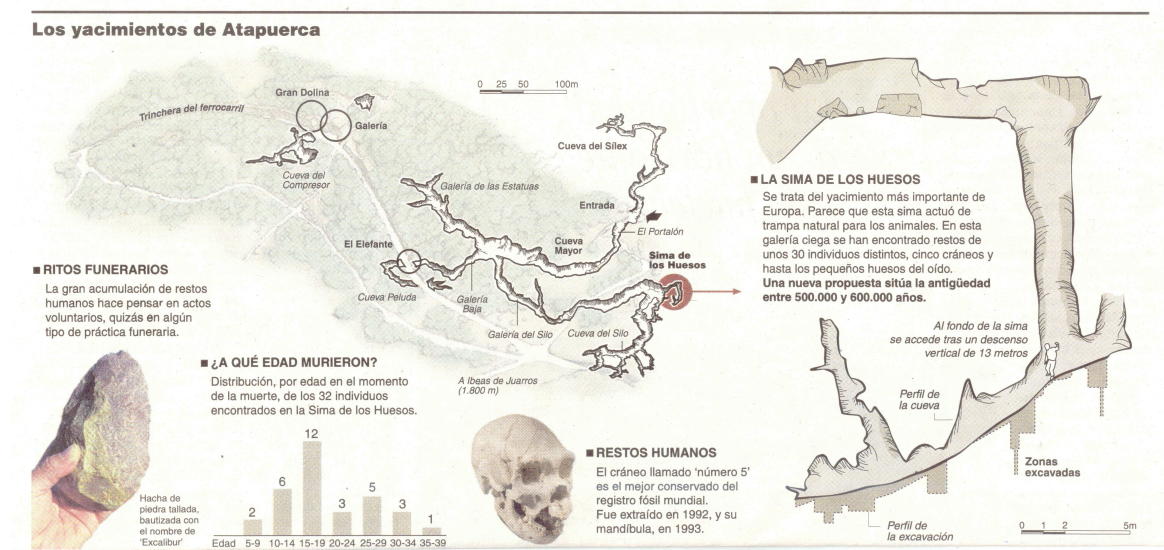 Los yacimientos de Atapuerca
0 25 50 100m
Gran Dolina
Trinchera del ferrocarril
Galería
Cueva del
Compresor
Cueva del Sílex
Galería de las Estatuas
Entrada
El Portalón
Cueva
Mayor
El Elefante
Sima de
los Huesos
Cueva Peluda
Galería
Baja
Galería del Silo
Cueva del Silo
A Ibeas de Juarros
(1.800 m)
RITOS FUNERARIOS
La gran acumulación de restos
humanos hace pensar en actos
voluntarios, quizás en algún
tipo de práctica funeraria.
Hacha de
piedra tallada,
bautizada con
el nombre de
'Excalibur'
¿A QUÉ EDAD MURIERON?
Distribución, por edad en el momento
de la muerte, de los 32 individuos
encontrados en la Sima de los Huesos.
2 6 12 3 5 3 1
Edad 5-9 10-14 15-19 20-24 25-29 30-34 35-39
RESTOS HUMANOS
El cráneo llamado 'número 5'
es el mejor conservado del
registro fósil mundial.
Fue extraído en 1992, y su
mandíbula, en 1993.
LA SIMA DE LOS HUESOS
Se trata del yacimiento más importante de
Europa. Parece que esta sima actuó de
trampa natural para los animales. En esta
galería ciega se han encontrado restos de
unos 30 individuos distintos, cinco cráneos y
hasta los pequeños huesos del oído.
Una nueva propuesta sitúa la antigüedad
entre 500.000 y 600.000 años.
Al fondo de la sima
se accede tras un descenso
vertical de 13 metros
Perfil de
la cueva
Zonas
excavadas
Perfil de
la excavación
0 1 2 5m